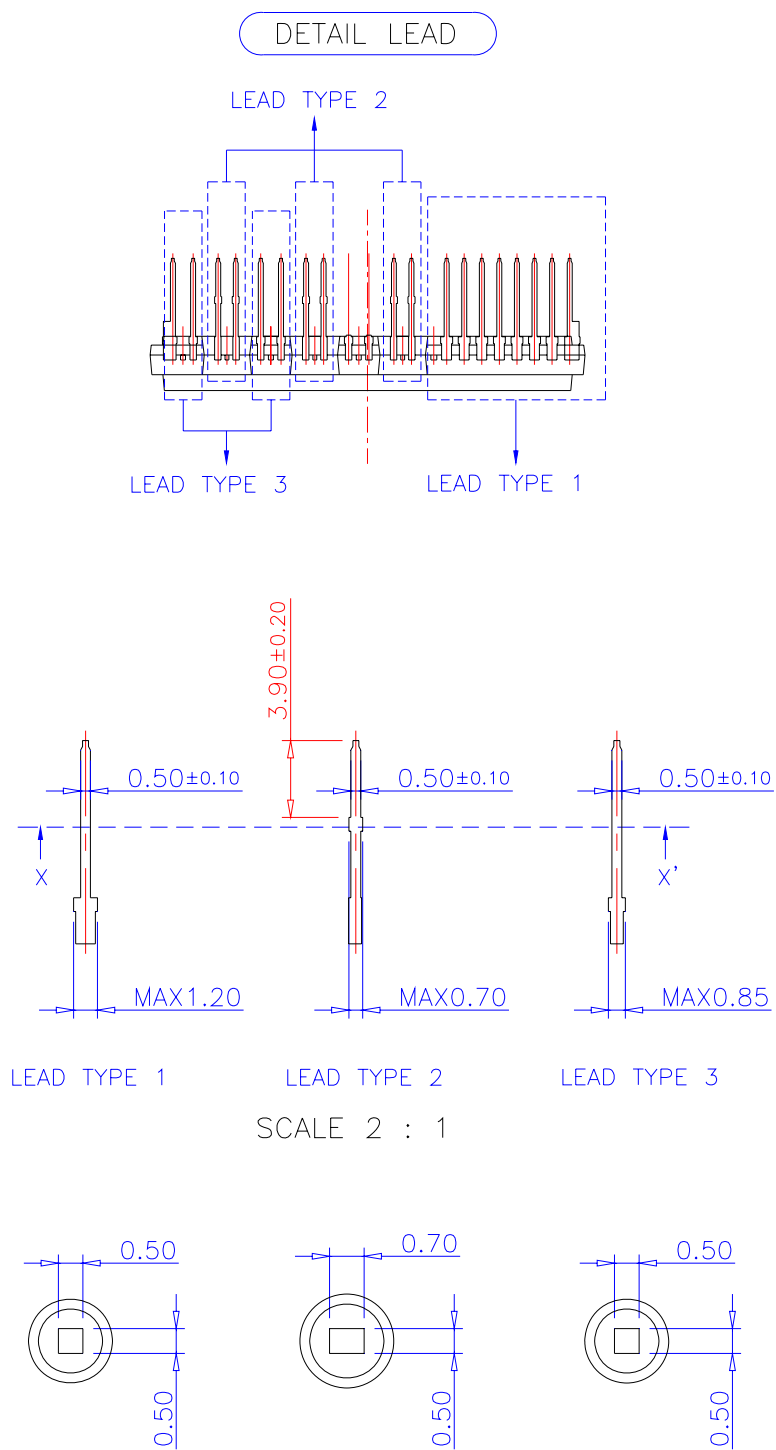 DETAIL LEAD
LEAD TYPE 2
LEAD TYPE 3
LEAD TYPE 1
3.90±0.20
0.50±0.10
0.50±0.10
0.50±0.10
X
X'
MAX1.20
MAX0.70
MAX0.85
LEAD TYPE 1
LEAD TYPE 2
LEAD TYPE 3
SCALE 2 : 1
0.50
0.70
0.50
0.50
0.50
0.50